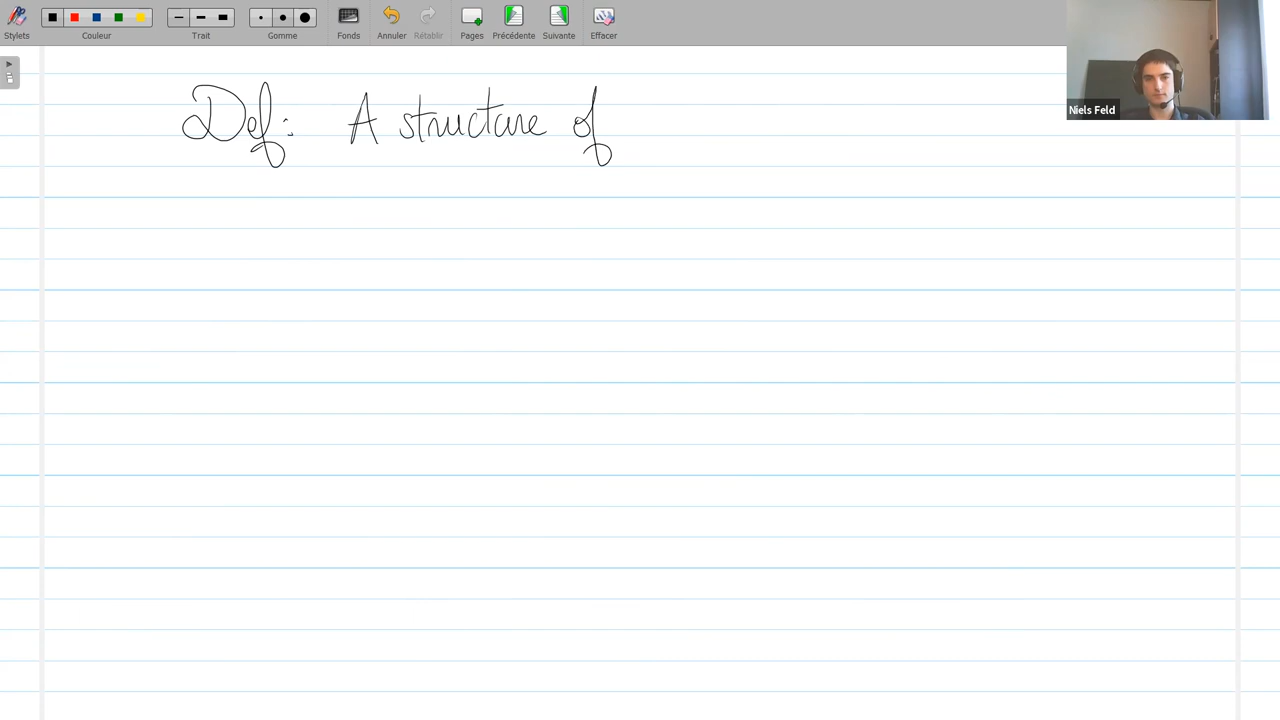 Stylets Couleur Trait Gomme Fonds Annuler Rétablir Pages Précédente Suivante Effacer
Niels Feld
Def: A structure of